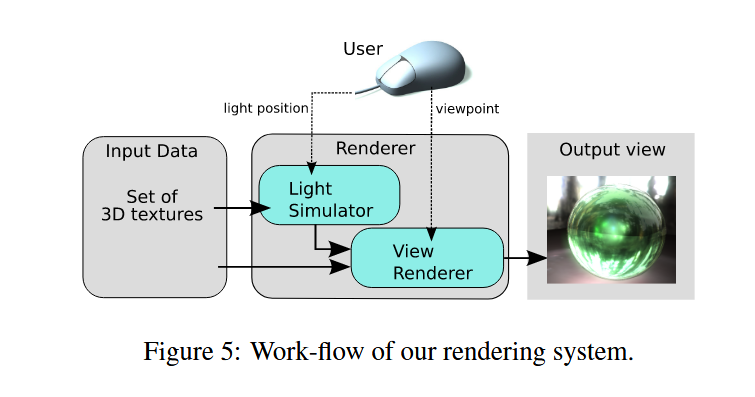 User
light position
viewpoint
Input Data
Renderer
Output view
Set of
3D textures
Light
Simulator
View
Renderer
Figure 5: Work-flow of our rendering system.